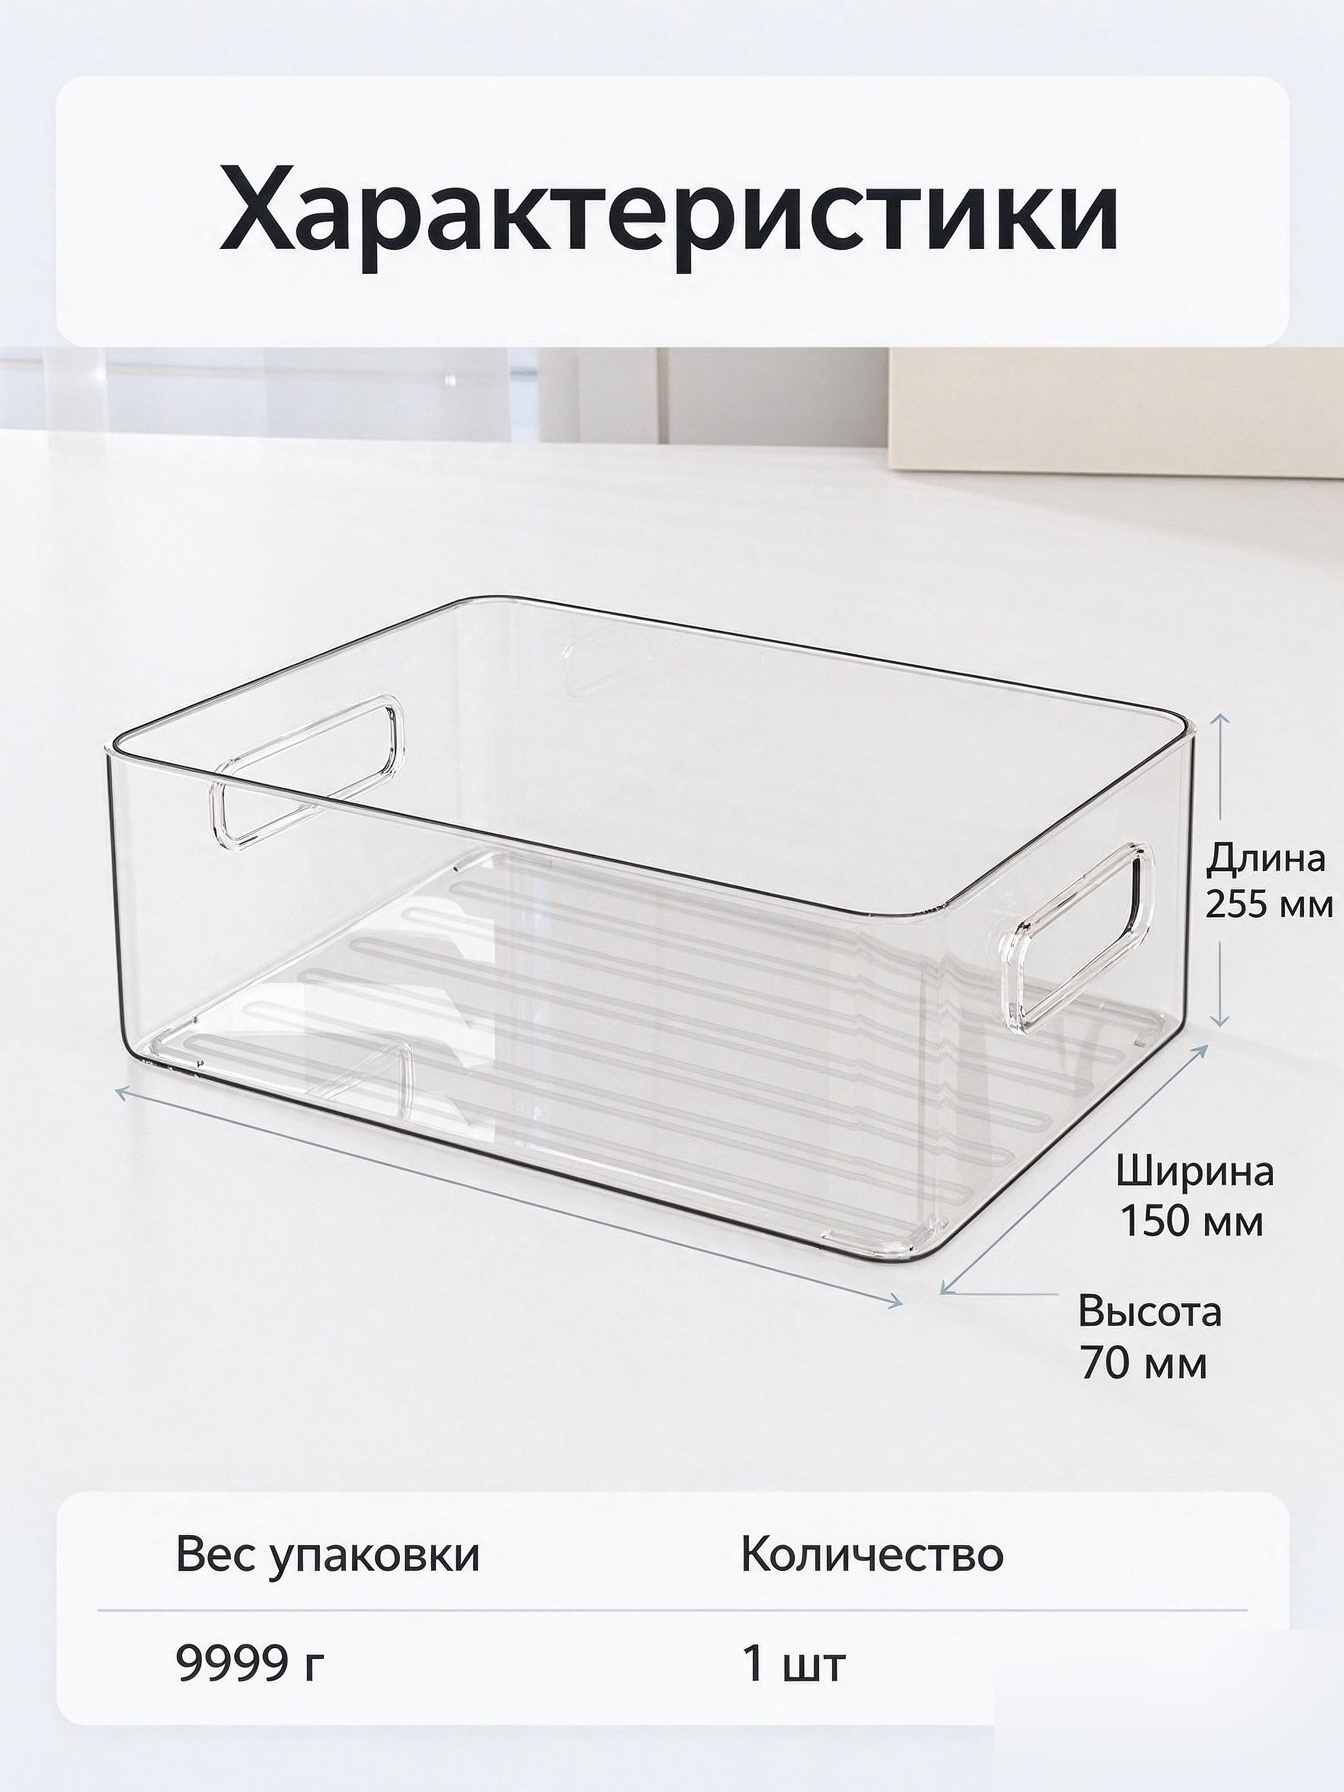 Характеристики
Длина
255 мм
Ширина
150 мм
Высота
70 мм
Вес упаковки
Количество
9999 г
1 шт